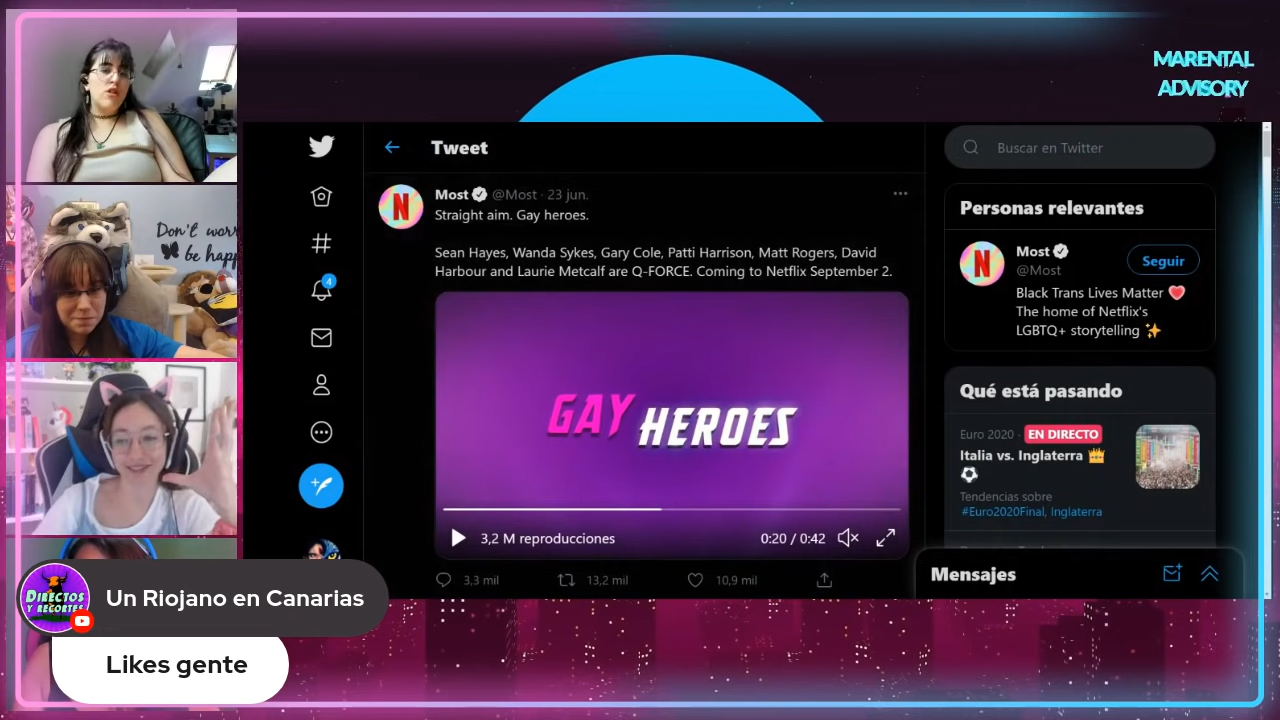 MARENTAL
ADVISORY
Don't worr
be happ
Tweet
Most @Most · 23 jun.
Straight aim. Gay heroes.
Sean Hayes, Wanda Sykes, Gary Cole, Patti Harrison, Matt Rogers, David
Harbour and Laurie Metcalf are Q-FORCE. Coming to Netflix September 2.
N
GAY HEROES
3,2 M reproducciones
0:20 / 0:42
3,3 mil
13,2 mil
10,9 mil
4
Buscar en Twitter
Personas relevantes
N
Most
@Most
Seguir
Black Trans Lives Matter ❤️
The home of Netflix's
LGBTQ+ storytelling ✨
Qué está pasando
Euro 2020 · EN DIRECTO
Italia vs. Inglaterra 👑
⚽
Tendencias sobre
#Euro2020Final, Inglaterra
Mensajes
DIRECTOS
Y RECORTES
Un Riojano en Canarias
Likes gente